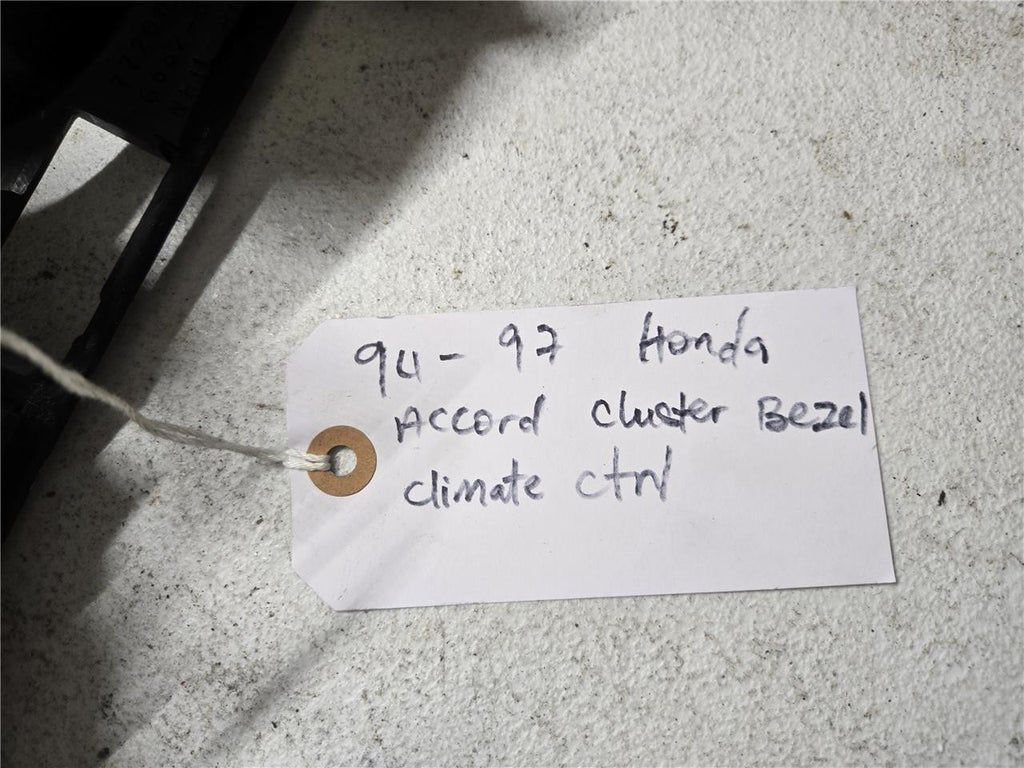 94 - 97 Honda
Accord Cluster Bezel
climate ctrl